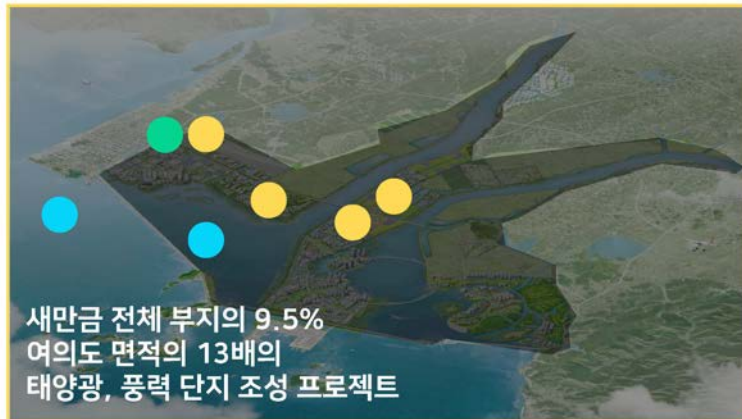 새만금 전체 부지의 9.5%
여의도 면적의 13배의
태양광, 풍력 단지 조성 프로젝트